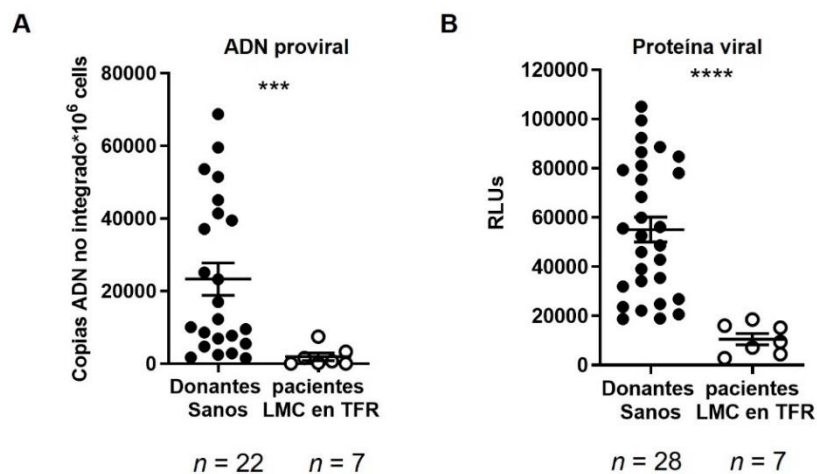 A
ADN proviral
***
Copias ADN no integrado*10⁶ cells
80000
60000
40000
20000
0
Donantes
Sanos
pacientes
LMC en TFR
n = 22
n = 7
B
Proteína viral
****
RLUs
120000
100000
80000
60000
40000
20000
0
Donantes
Sanos
pacientes
LMC en TFR
n = 28
n = 7